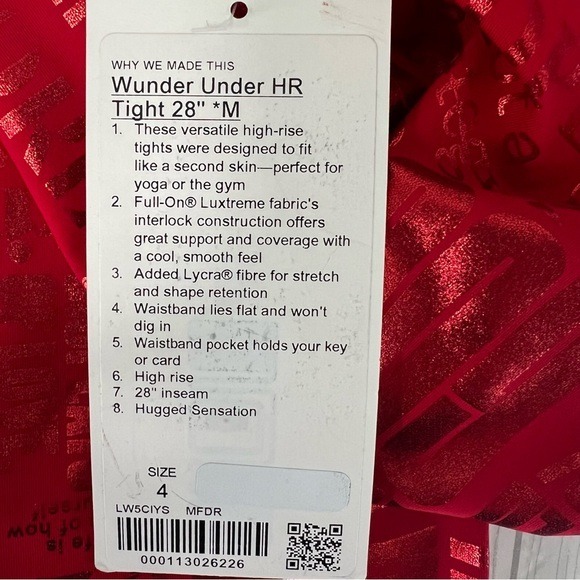 WHY WE MADE THIS
Wunder Under HR
Tight 28" *M
1. These versatile high-rise
tights were designed to fit
like a second skin—perfect for
yoga or the gym
2. Full-On® Luxtreme fabric's
interlock construction offers
great support and coverage with
a cool, smooth feel
3. Added Lycra® fibre for stretch
and shape retention
4. Waistband lies flat and won't
dig in
5. Waistband pocket holds your key
or card
6. High rise
7. 28" inseam
8. Hugged Sensation
SIZE
4
LW5CIYS MFDR
000113026226
is
of how